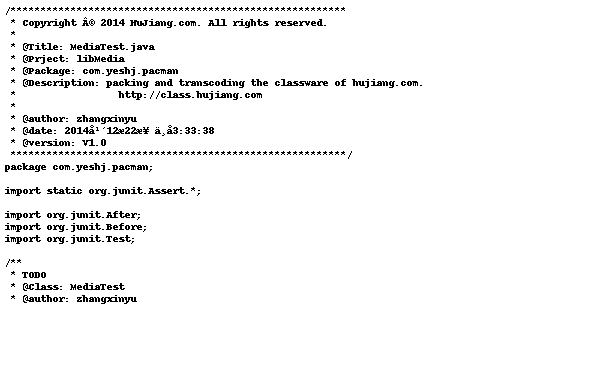 /********************************************************
 * Copyright Â© 2014 HuJiang.com. All rights reserved.
 *
 * @Title: MediaTest.java
 * @Prject: libMedia
 * @Package: com.yeshj.pacman
 * @Description: packing and transcoding the classware of hujiang.com.
 *                 http://class.hujiang.com
 *
 * @author: zhangxinyu
 * @date: 2014å¹´12æ22æ¥ ä¸å3:33:38
 * @version: V1.0
 ********************************************************/
package com.yeshj.pacman;
import static org.junit.Assert.*;
import org.junit.After;
import org.junit.Before;
import org.junit.Test;
/**
 * TODO
 * @Class: MediaTest
 * @author: zhangxinyu